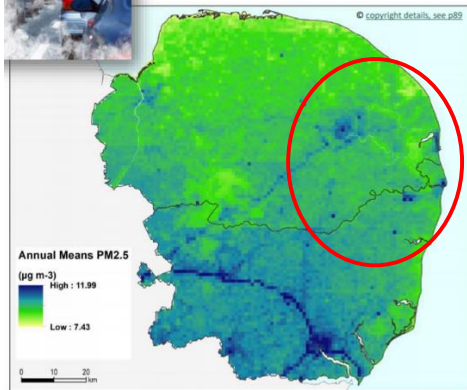 © copyright details, see p89
Annual Means PM2.5
(µg m-3)
High : 11.99
Low : 7.43
0 10 20
km